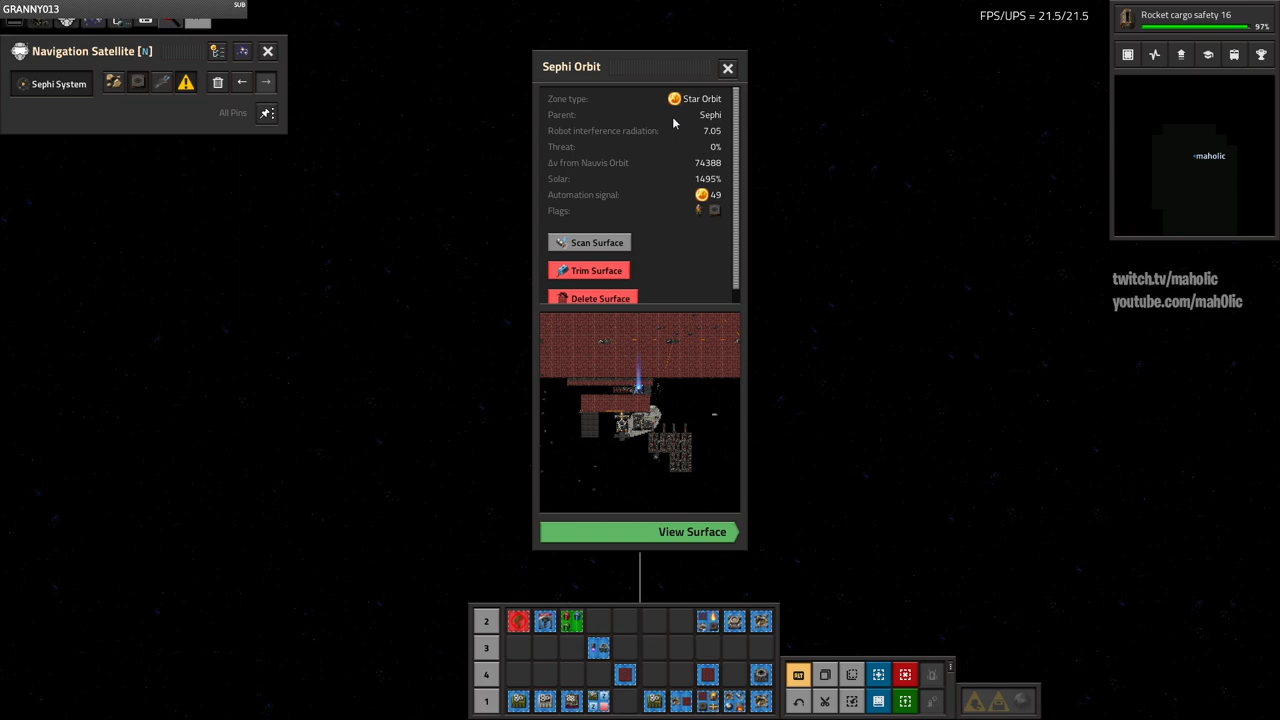 GRANNY013
SUB
FPS/UPS = 21.5/21.5
Rocket cargo safety 16
97%
Navigation Satellite [N]
Sephi System
All Pins
Sephi Orbit
Zone type: Star Orbit
Parent: Sephi
Robot interference radiation: 7.05
Threat: 0%
Δv from Nauvis Orbit 74388
Solar: 1495%
Automation signal: 49
Flags:
Scan Surface
Trim Surface
Delete Surface
View Surface
maholic
twitch.tv/maholic
youtube.com/mah0lic
2
3
4
1
ALT